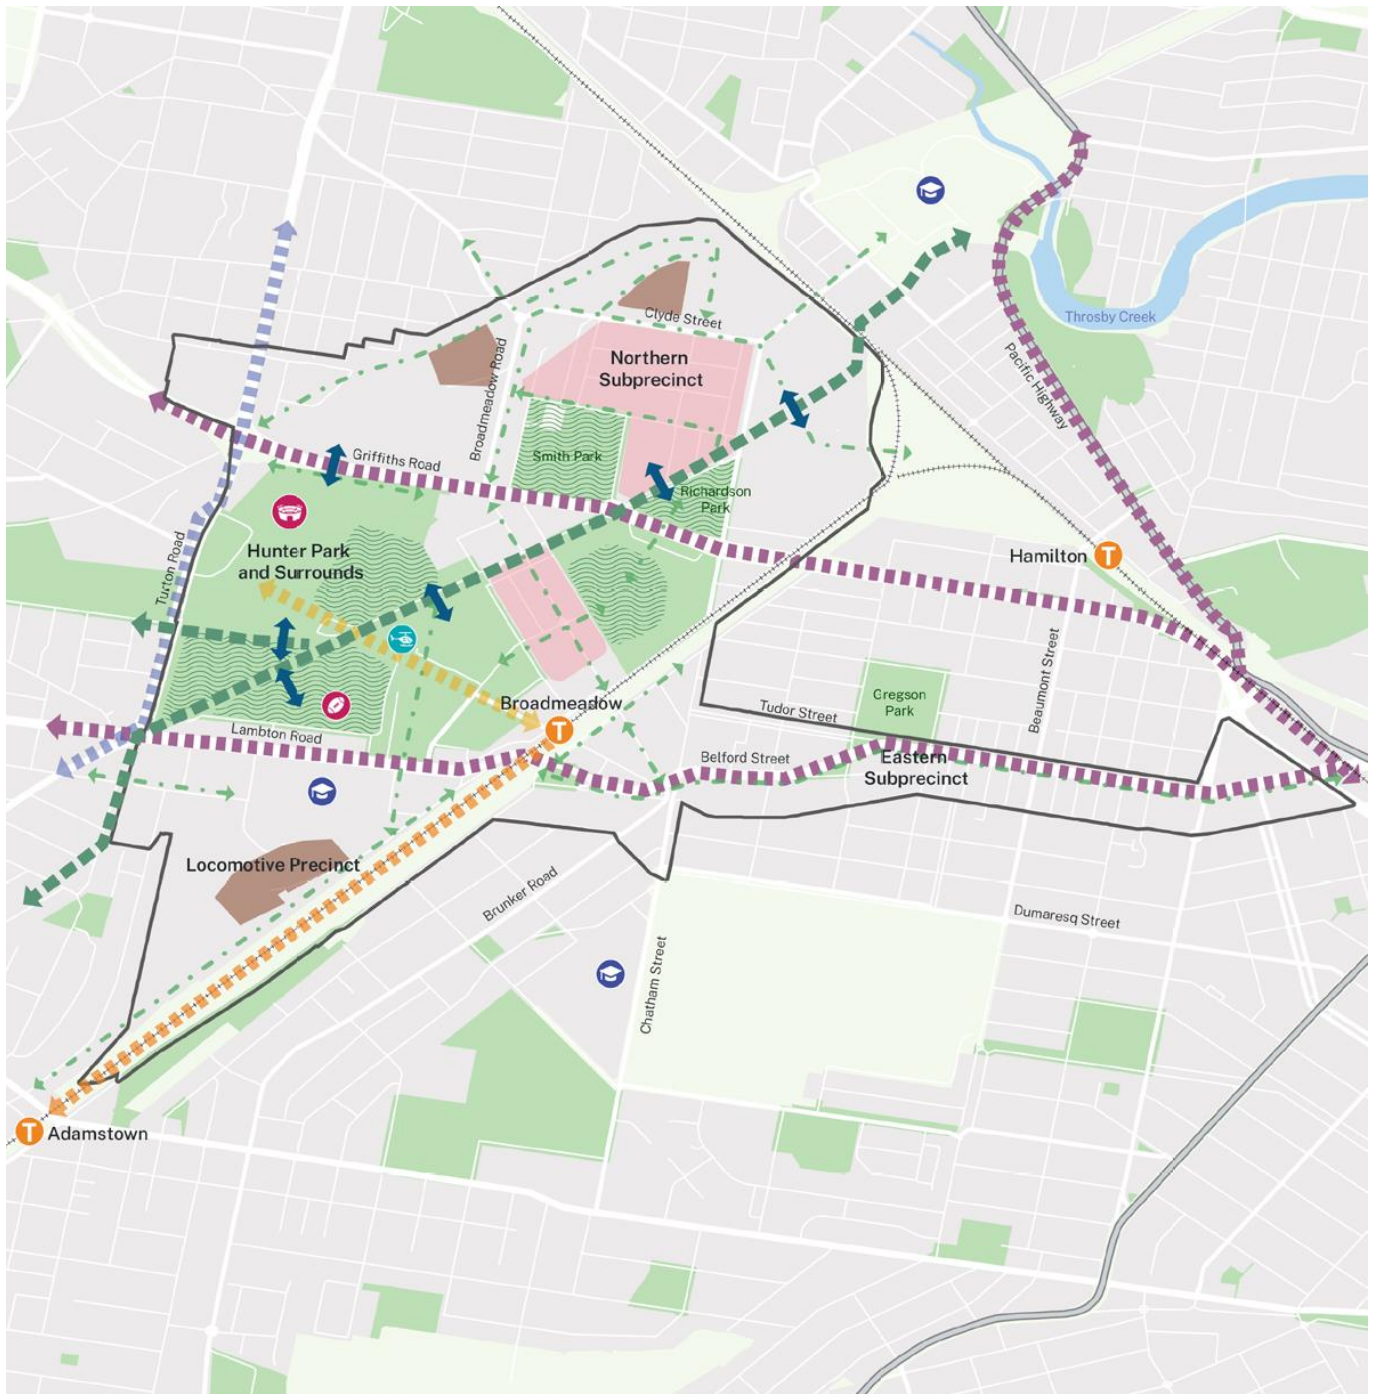 Throsby Creek
Clyde Street
Northern
Subprecinct
Broadmeadow Road
Pacific Highway
Smith Park
Griffiths Road
Richardson
Park
Hunter Park
and Surrounds
Turton Road
T
Hamilton
Broadmeadow
T
Gregson
Park
Beaumont Street
Tudor Street
Lambton Road
Belford Street
Eastern
Subprecinct
Locomotive Precinct
Brunker Road
Dumaresq Street
Chatham Street
T
Adamstown